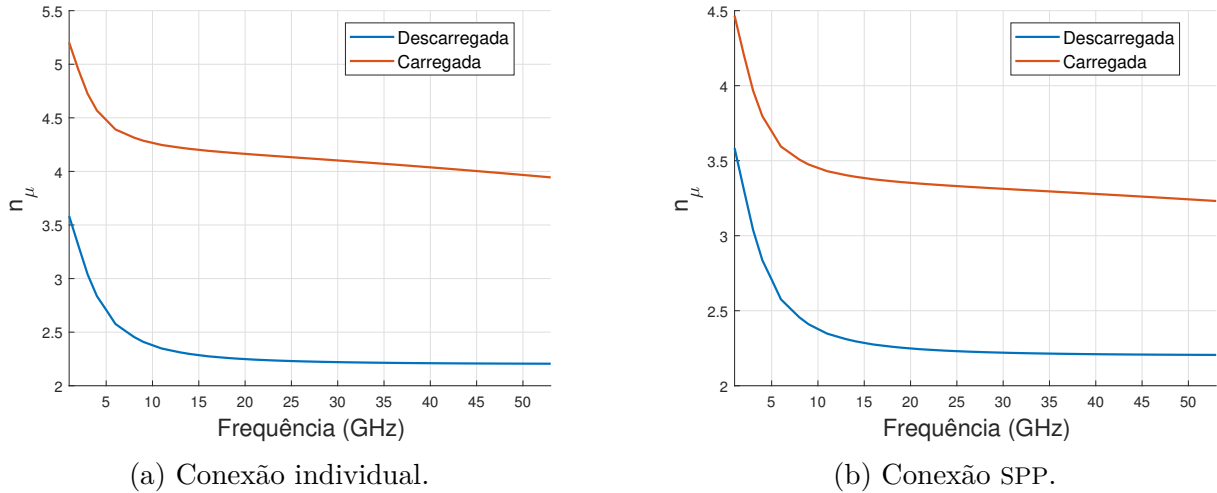 5.5
5
4.5
4
3.5
3
2.5
2
n_μ
5 10 15 20 25 30 35 40 45 50
Frequência (GHz)
Descarregada
Carregada
(a) Conexão individual.
4.5
4
3.5
3
2.5
2
n_μ
5 10 15 20 25 30 35 40 45 50
Frequência (GHz)
Descarregada
Carregada
(b) Conexão SPP.